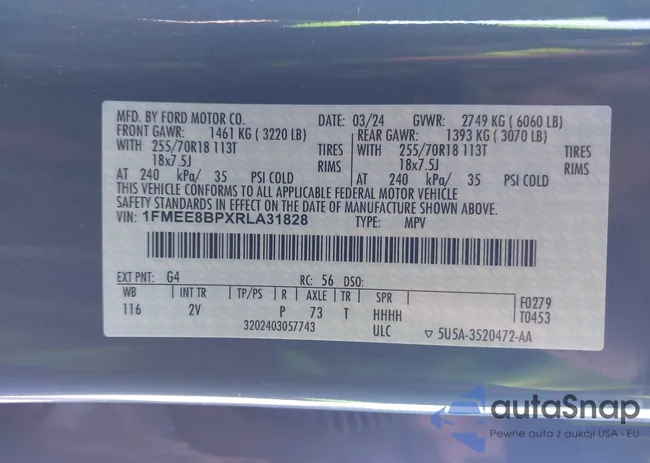 MFD. BY FORD MOTOR CO. DATE: 03/24 GVWR: 2749 KG ( 6060 LB)
FRONT GAWR: 1461 KG ( 3220 LB) REAR GAWR: 1393 KG ( 3070 LB)
WITH 255/70R18 113T TIRES WITH 255/70R18 113T TIRES
18x7.5J RIMS 18x7.5J RIMS
AT 240 kPa/ 35 PSI COLD AT 240 kPa/ 35 PSI COLD
THIS VEHICLE CONFORMS TO ALL APPLICABLE FEDERAL MOTOR VEHICLE
SAFETY STANDARDS IN EFFECT ON THE DATE OF MANUFACTURE SHOWN ABOVE.
VIN: 1FMEE8BPXRLA31828 TYPE: MPV
EXT PNT: G4 RC: 56 DSO:
WB INT TR TP/PS R AXLE TR SPR F0279
116 2V P 73 T HHHH T0453
3202403057743 ULC ▽ 5U5A-3520472-AA
autoSnap
Pewne auta z aukcji USA i EU